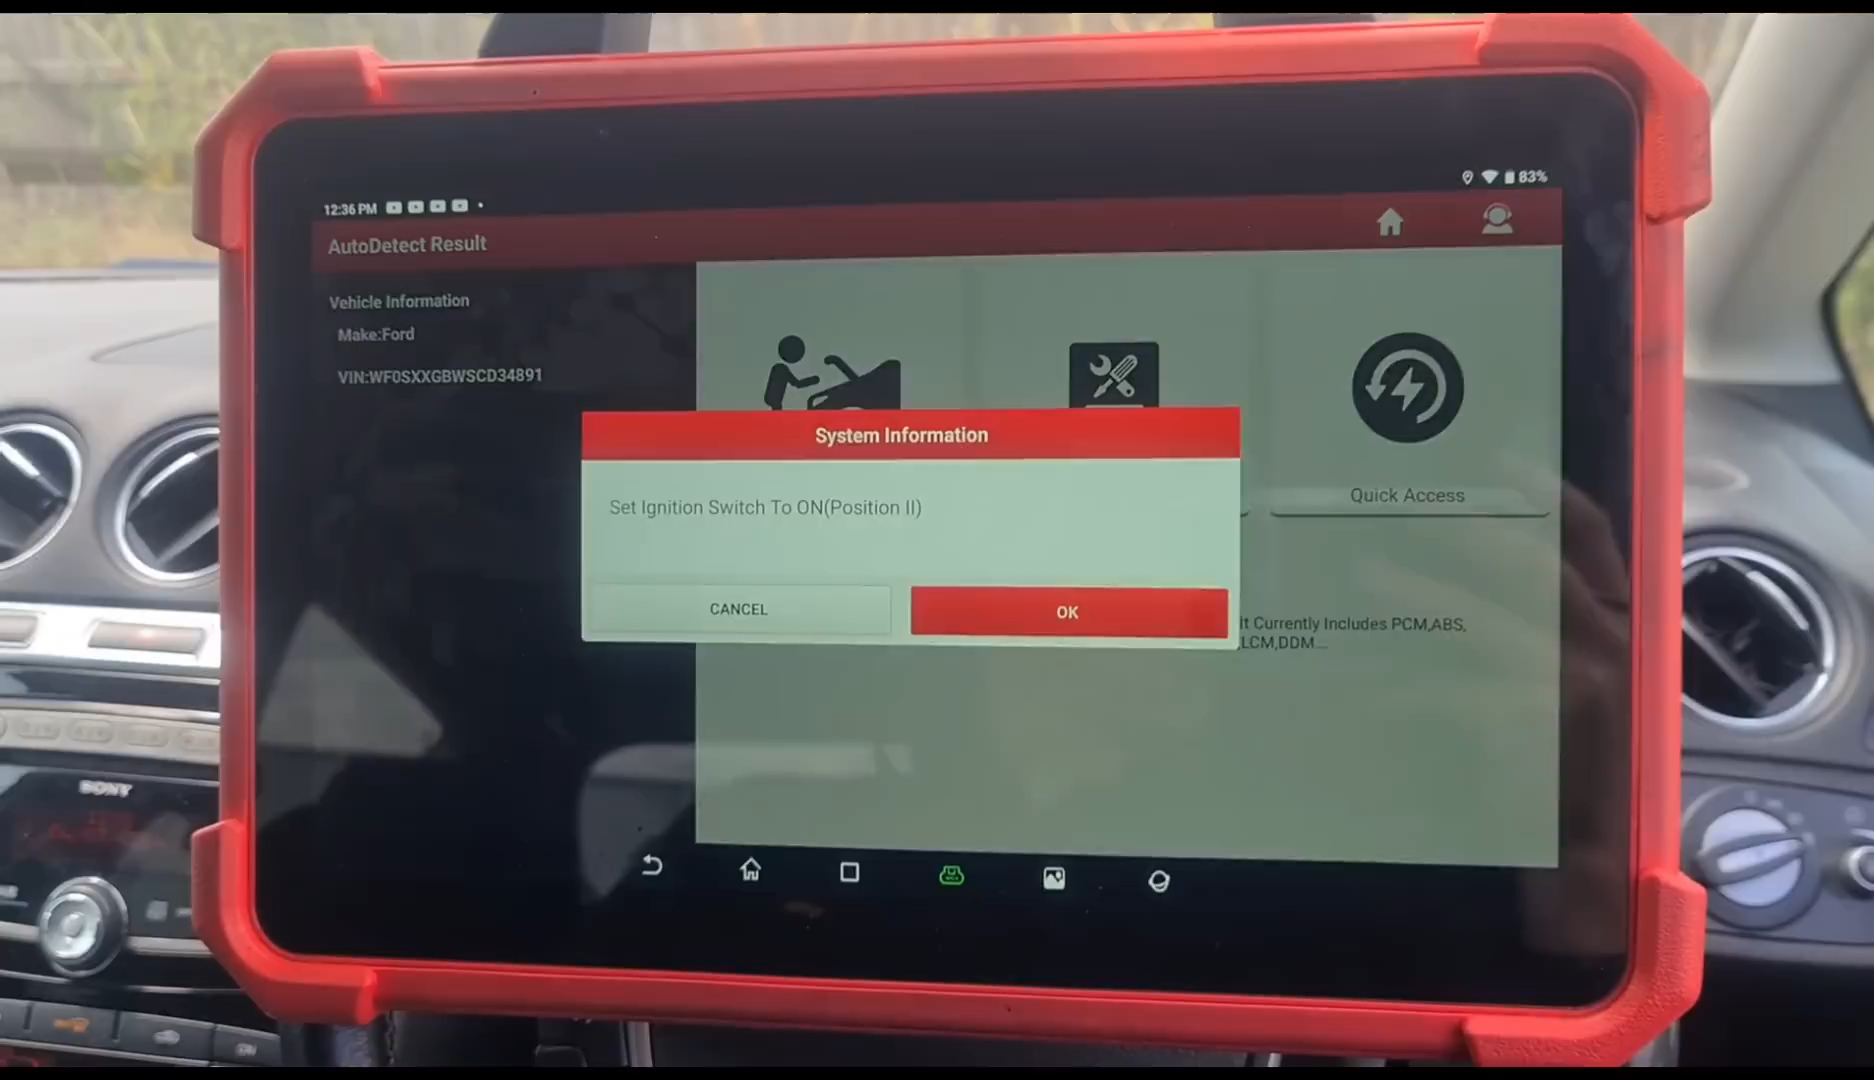 12:36 PM
83%
AutoDetect Result
Vehicle Information
Make:Ford
VIN:WF0SXXGBWSCD34891
System Information
Set Ignition Switch To ON(Position II)
CANCEL
OK
Quick Access
it Currently Includes PCM,ABS,
,LCM,DDM...
SONY